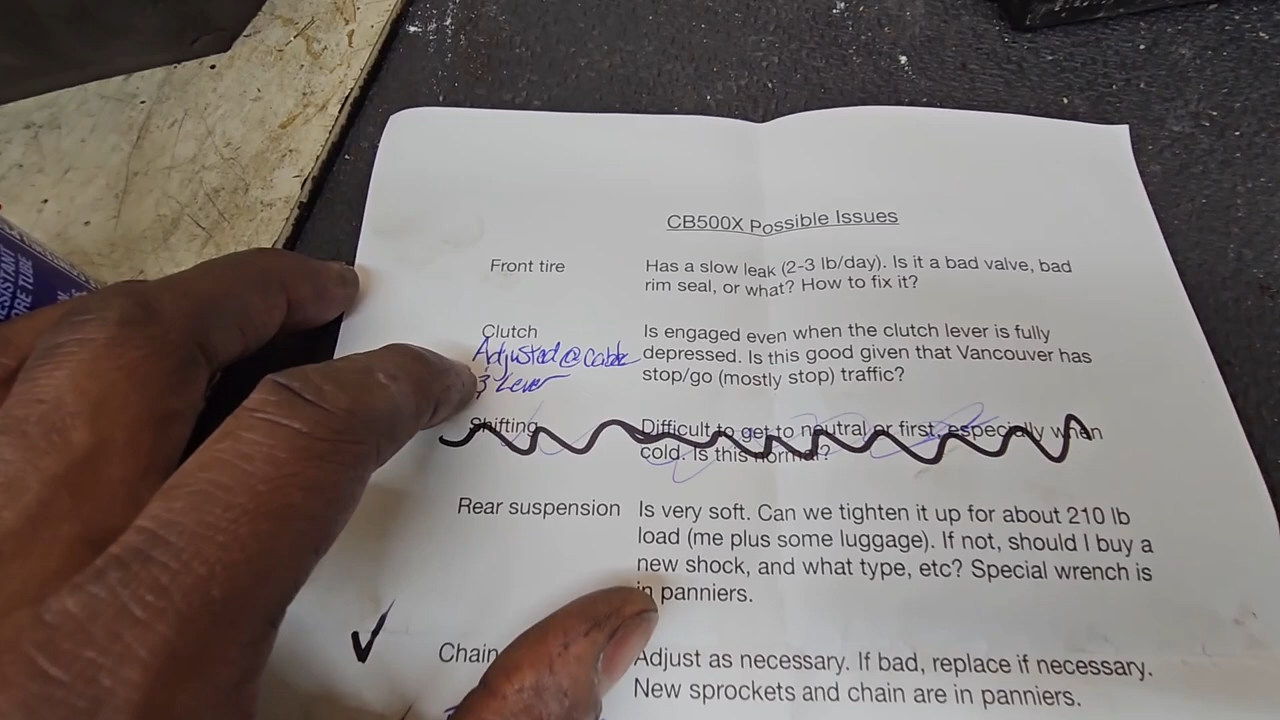 CB500X Possible Issues
Front tire
Has a slow leak (2-3 lb/day). Is it a bad valve, bad
rim seal, or what? How to fix it?
Clutch
Adjusted @ Cable
& Lever
Is engaged even when the clutch lever is fully
depressed. Is this good given that Vancouver has
stop/go (mostly stop) traffic?
Shifting
Difficult to get to neutral or first, especially when
cold. Is this normal?
Rear suspension
Is very soft. Can we tighten it up for about 210 lb
load (me plus some luggage). If not, should I buy a
new shock, and what type, etc? Special wrench is
in panniers.
Chain
Adjust as necessary. If bad, replace if necessary.
New sprockets and chain are in panniers.
TUBE